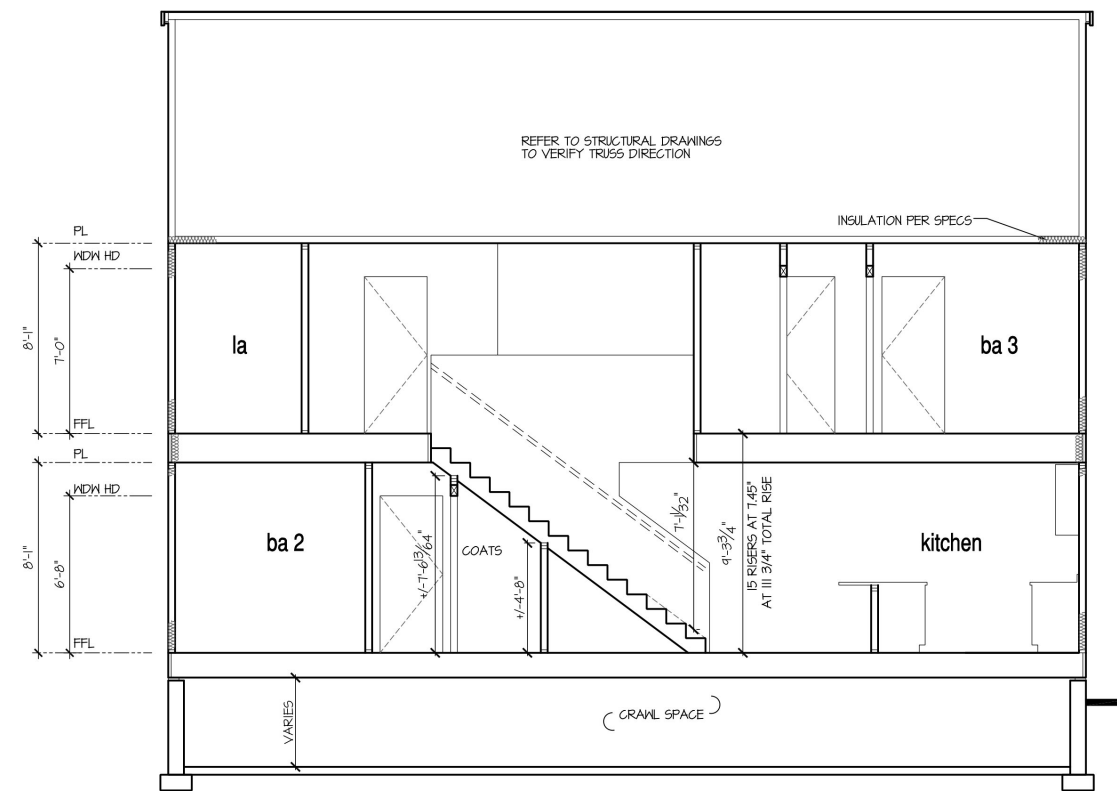 REFER TO STRUCTURAL DRAWINGS
TO VERIFY TRUSS DIRECTION
INSULATION PER SPECS
PL
WDW HD
8'-1"
7'-0"
la
ba 3
FFL
PL
WDW HD
8'-1"
6'-8"
ba 2
+/-7'-6 13/64"
COATS
+/-4'-8"
7'-1/32"
9'-3 3/4"
15 RISERS AT 7.45"
AT 111 3/4" TOTAL RISE
kitchen
FFL
VARIES
CRAWL SPACE